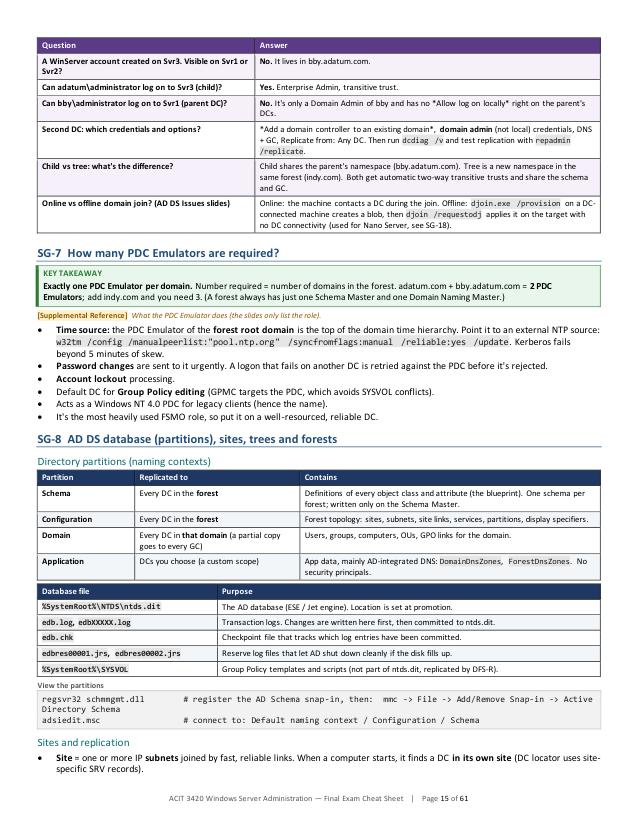 Question Answer
A WinServer account created on Svr3. Visible on Svr1 or No. It lives in bby.adatum.com.
Svr2?
Can adatum\administrator log on to Svr3 (child)? Yes. Enterprise Admin, transitive trust.
Can bby\administrator log on to Svr1 (parent DC)? No. It's only a Domain Admin of bby and has no *Allow log on locally* right on the parent's
DCs.
Second DC: which credentials and options? *Add a domain controller to an existing domain*, domain admin (not local) credentials, DNS
+ GC, Replicate from: Any DC. Then run dcdiag /v and test replication with repadmin
/replicate.
Child vs tree: what's the difference? Child shares the parent's namespace (bby.adatum.com). Tree is a new namespace in the
same forest (indy.com). Both get automatic two-way transitive trusts and share the schema
and GC.
Online vs offline domain join? (AD DS Issues slides) Online: the machine contacts a DC during the join. Offline: djoin.exe /provision on a DC-
connected machine creates a blob, then djoin /requestodj applies it on the target with
no DC connectivity (used for Nano Server, see SG-18).
SG-7 How many PDC Emulators are required?
KEY TAKEAWAY
Exactly one PDC Emulator per domain. Number required = number of domains in the forest. adatum.com + bby.adatum.com = 2 PDC
Emulators; add indy.com and you need 3. (A forest always has just one Schema Master and one Domain Naming Master.)
[Supplemental Reference] What the PDC Emulator does (the slides only list the role).
• Time source: the PDC Emulator of the forest root domain is the top of the domain time hierarchy. Point it to an external NTP source:
w32tm /config /manualpeerlist:"pool.ntp.org" /syncfromflags:manual /reliable:yes /update. Kerberos fails
beyond 5 minutes of skew.
• Password changes are sent to it urgently. A logon that fails on another DC is retried against the PDC before it's rejected.
• Account lockout processing.
• Default DC for Group Policy editing (GPMC targets the PDC, which avoids SYSVOL conflicts).
• Acts as a Windows NT 4.0 PDC for legacy clients (hence the name).
• It's the most heavily used FSMO role, so put it on a well-resourced, reliable DC.
SG-8 AD DS database (partitions), sites, trees and forests
Directory partitions (naming contexts)
Partition Replicated to Contains
Schema Every DC in the forest Definitions of every object class and attribute (the blueprint). One schema per
forest; written only on the Schema Master.
Configuration Every DC in the forest Forest topology: sites, subnets, site links, services, partitions, display specifiers.
Domain Every DC in that domain (a partial copy Users, groups, computers, OUs, GPO links for the domain.
goes to every GC)
Application DCs you choose (a custom scope) App data, mainly AD-integrated DNS: DomainDnsZones, ForestDnsZones. No
security principals.
Database file Purpose
%SystemRoot%\NTDS\ntds.dit The AD database (ESE / Jet engine). Location is set at promotion.
edb.log, edbXXXXX.log Transaction logs. Changes are written here first, then committed to ntds.dit.
edb.chk Checkpoint file that tracks which log entries have been committed.
edbres00001.jrs, edbres00002.jrs Reserve log files that let AD shut down cleanly if the disk fills up.
%SystemRoot%\SYSVOL Group Policy templates and scripts (not part of ntds.dit, replicated by DFS-R).
View the partitions
regsvr32 schmmgmt.dll # register the AD Schema snap-in, then: mmc -> File -> Add/Remove Snap-in -> Active
Directory Schema
adsiedit.msc # connect to: Default naming context / Configuration / Schema
Sites and replication
• Site = one or more IP subnets joined by fast, reliable links. When a computer starts, it finds a DC in its own site (DC locator uses site-
specific SRV records).
ACIT 3420 Windows Server Administration — Final Exam Cheat Sheet | Page 15 of 61